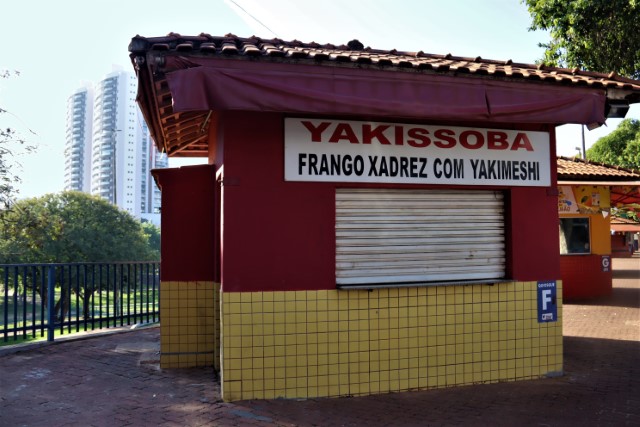 YAKISSOBA
FRANGO XADREZ COM YAKIMESHI
F
G